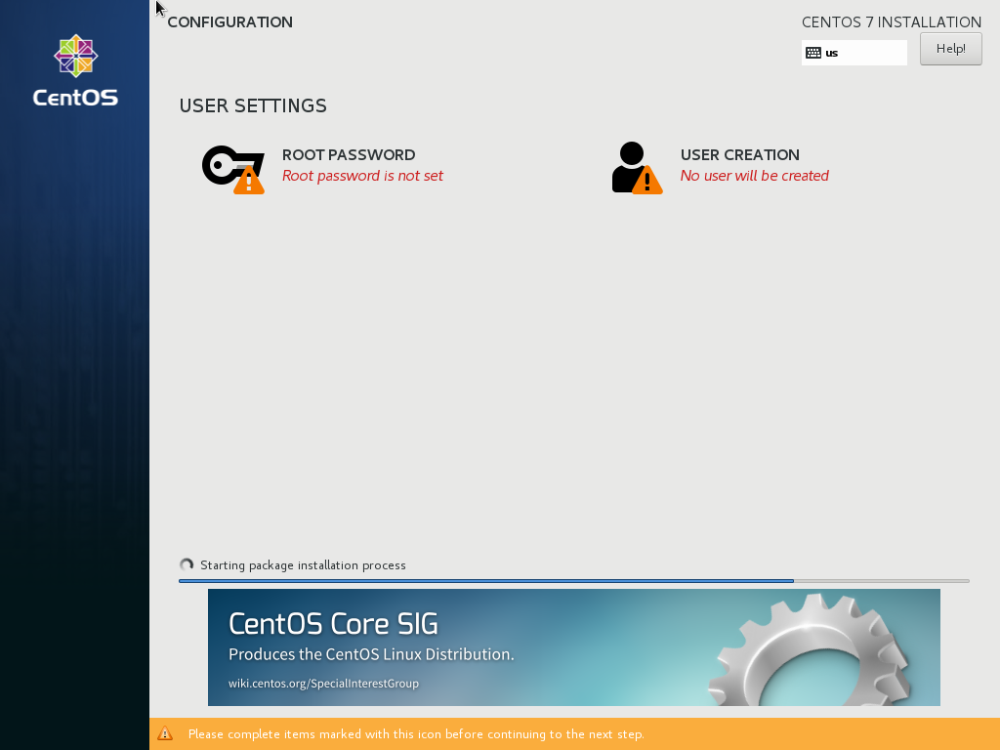 CONFIGURATION
CENTOS 7 INSTALLATION
us
Help!
CentOS
USER SETTINGS
ROOT PASSWORD
Root password is not set
USER CREATION
No user will be created
Starting package installation process
CentOS Core SIG
Produces the CentOS Linux Distribution.
wiki.centos.org/SpecialInterestGroup
Please complete items marked with this icon before continuing to the next step.